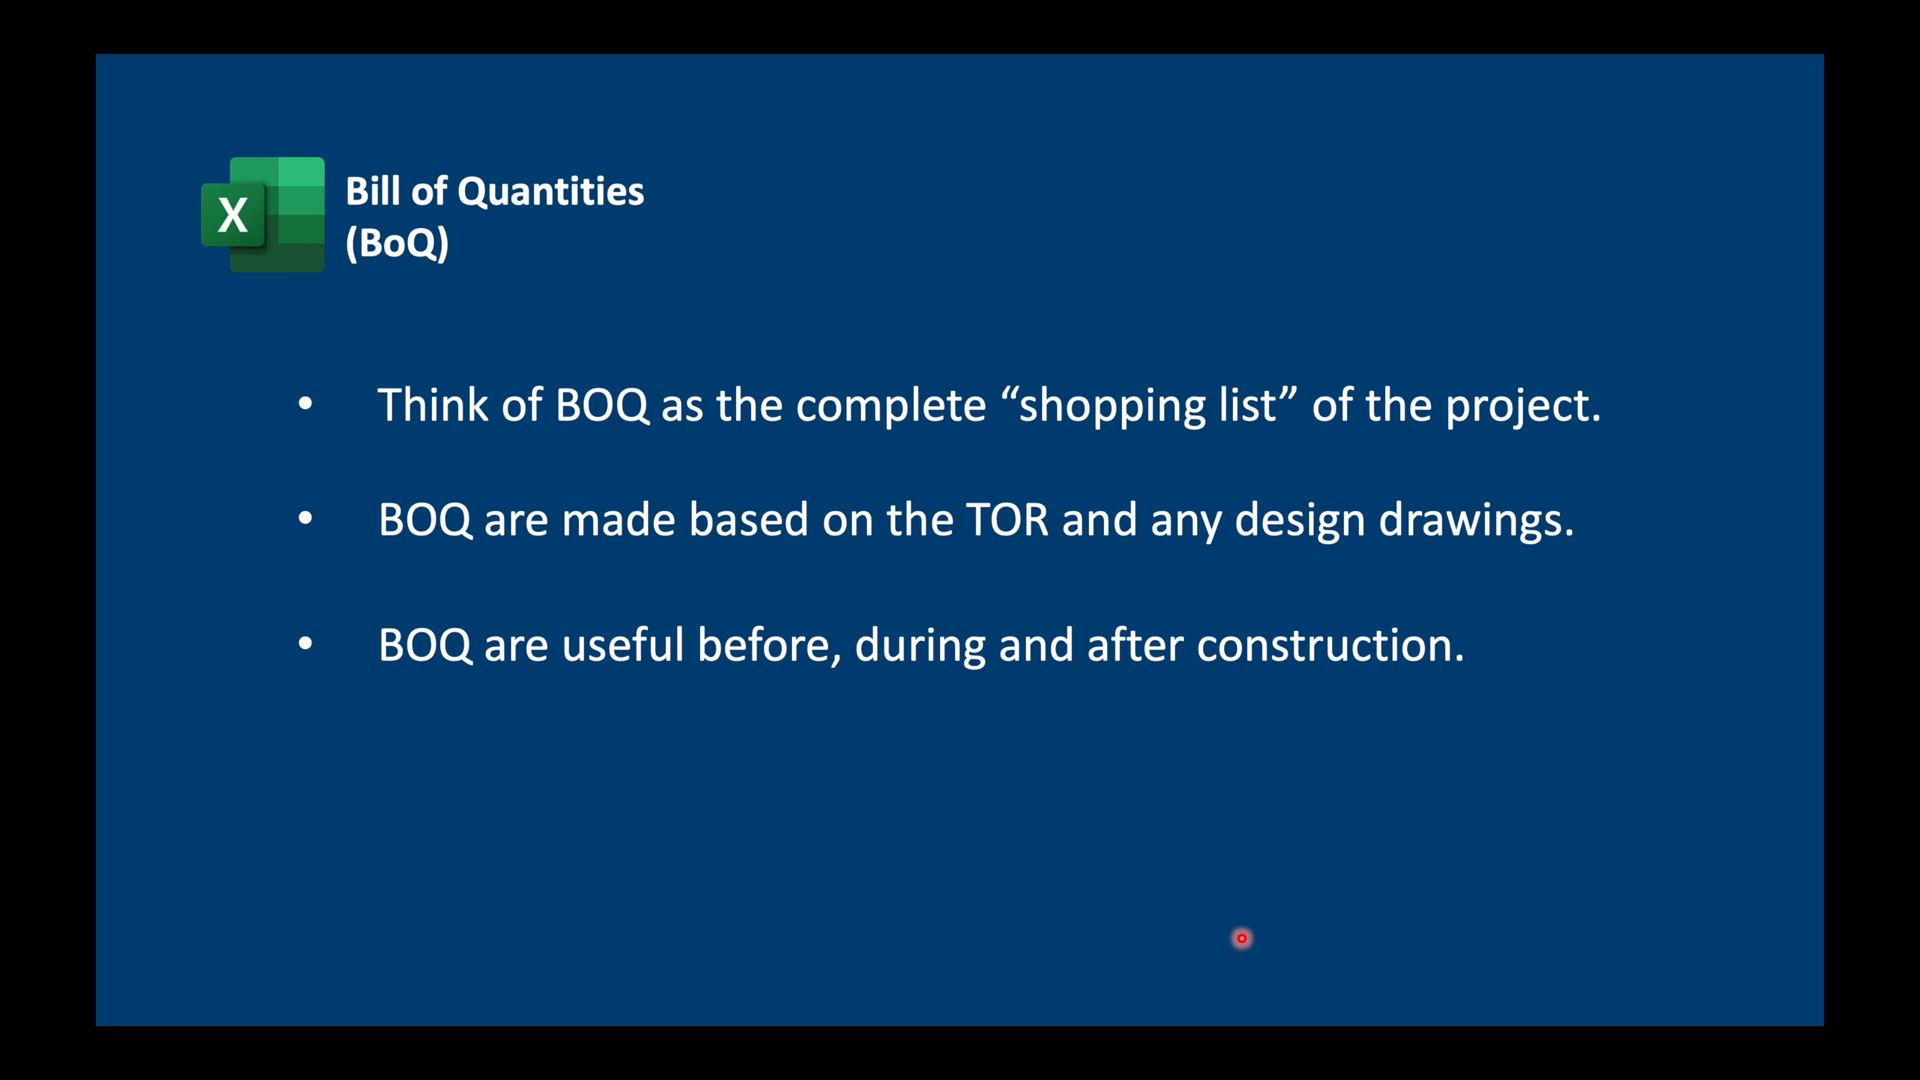 X
Bill of Quantities
(BoQ)
• Think of BOQ as the complete “shopping list” of the project.
• BOQ are made based on the TOR and any design drawings.
• BOQ are useful before, during and after construction.